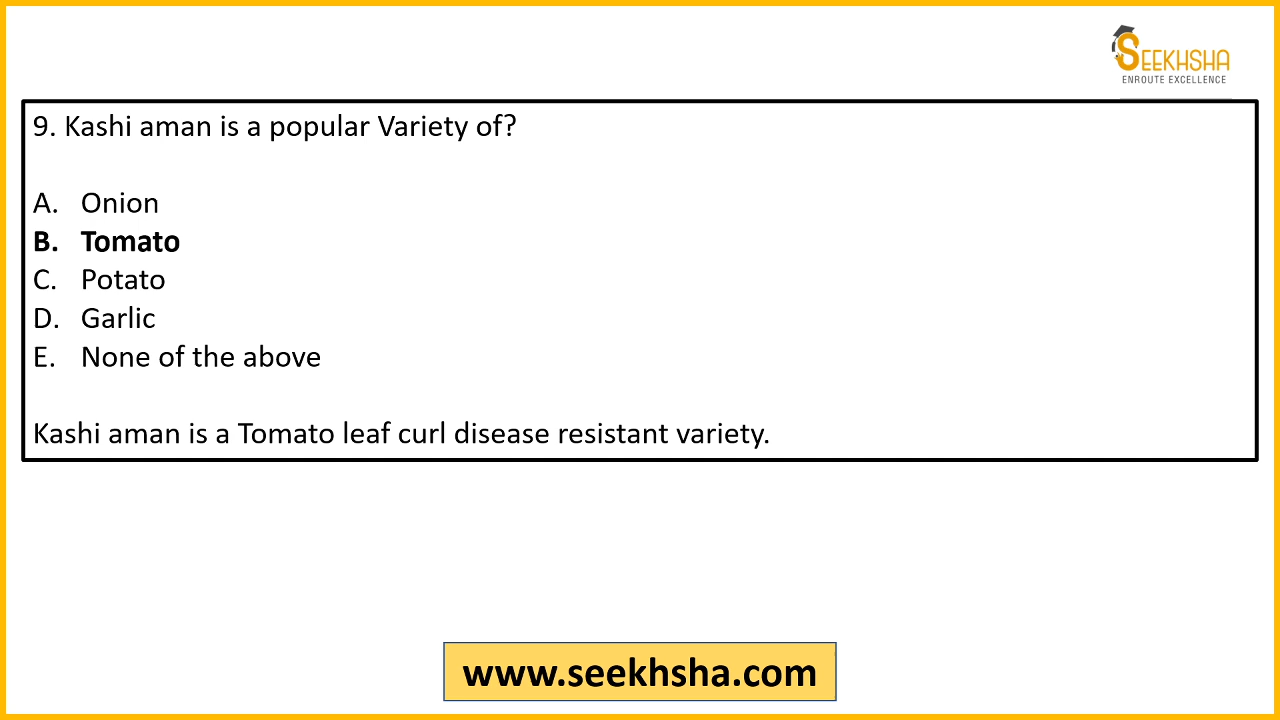 SEEKHSHA
ENROUTE EXCELLENCE
9. Kashi aman is a popular Variety of?
A. Onion
B. Tomato
C. Potato
D. Garlic
E. None of the above
Kashi aman is a Tomato leaf curl disease resistant variety.
www.seekhsha.com